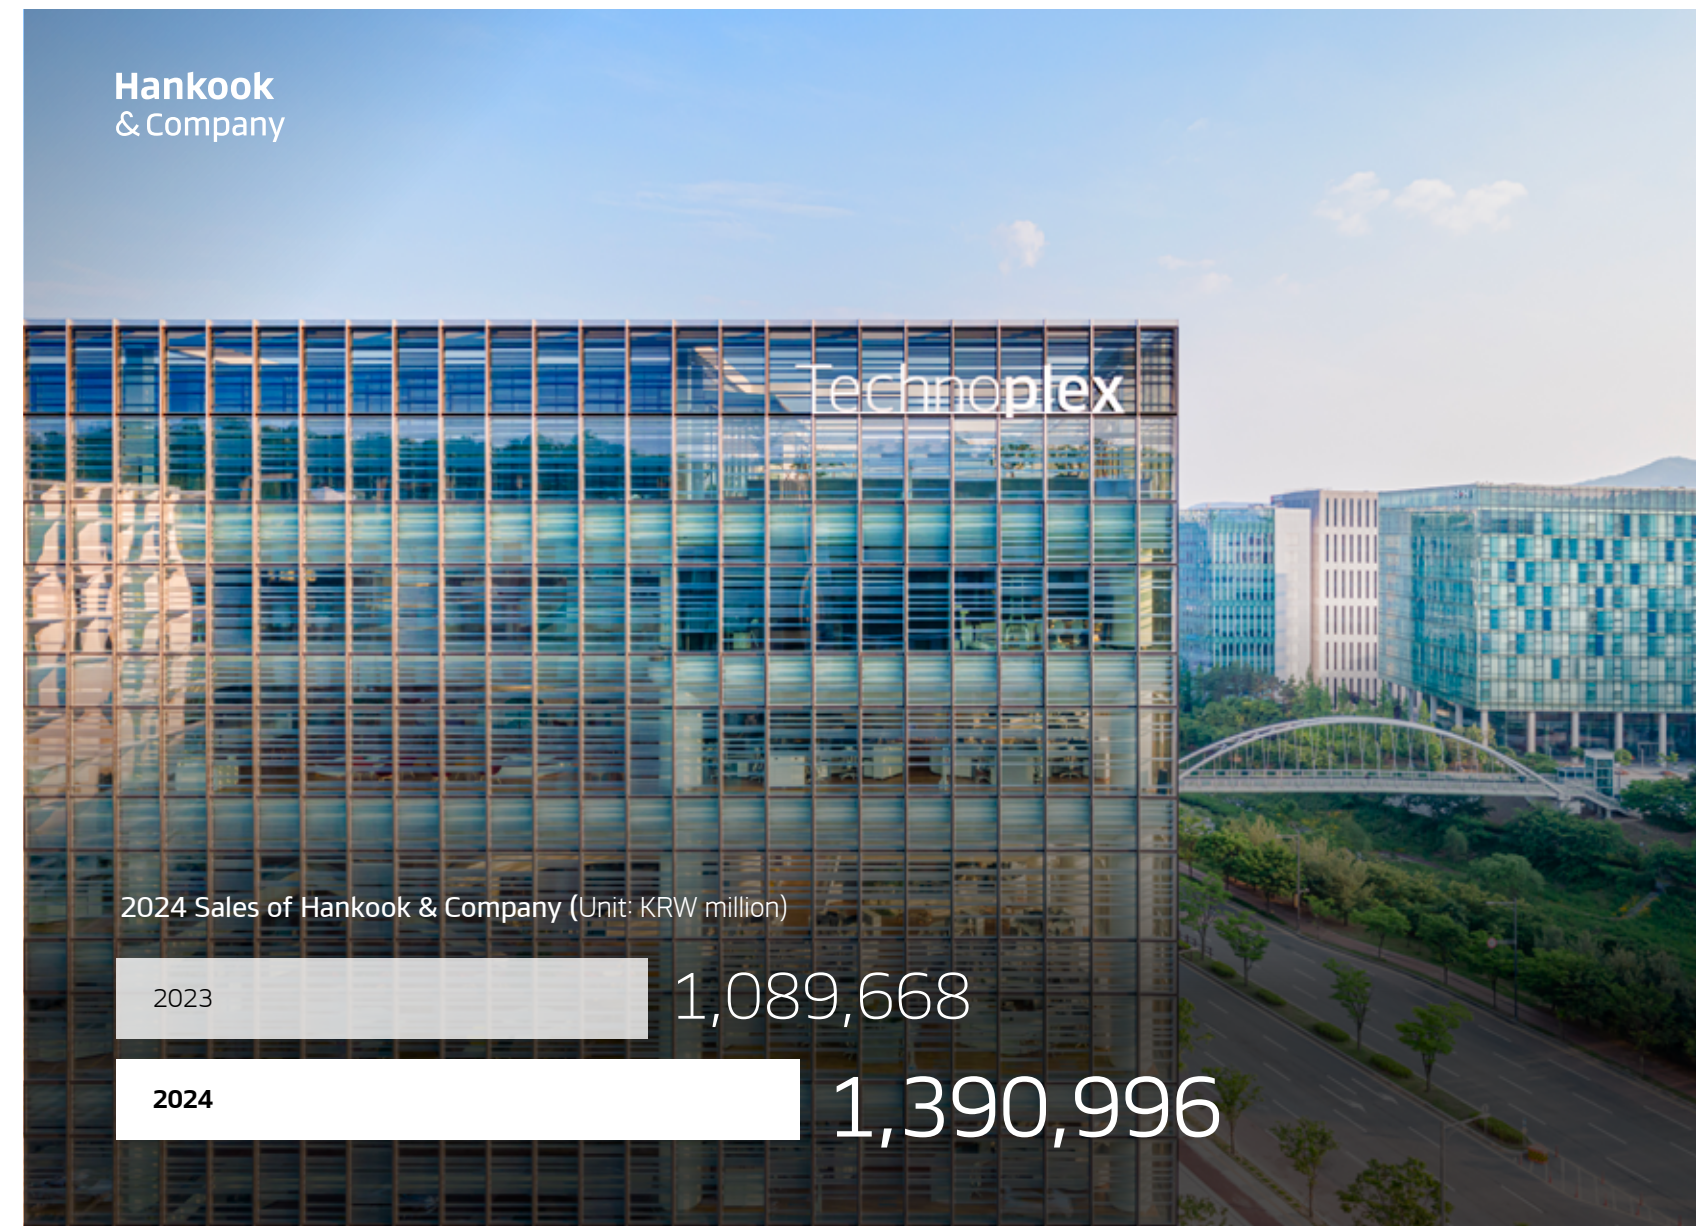 Hankook
& Company
Technoplex
2024 Sales of Hankook & Company (Unit: KRW million)
2023
1,089,668
2024
1,390,996